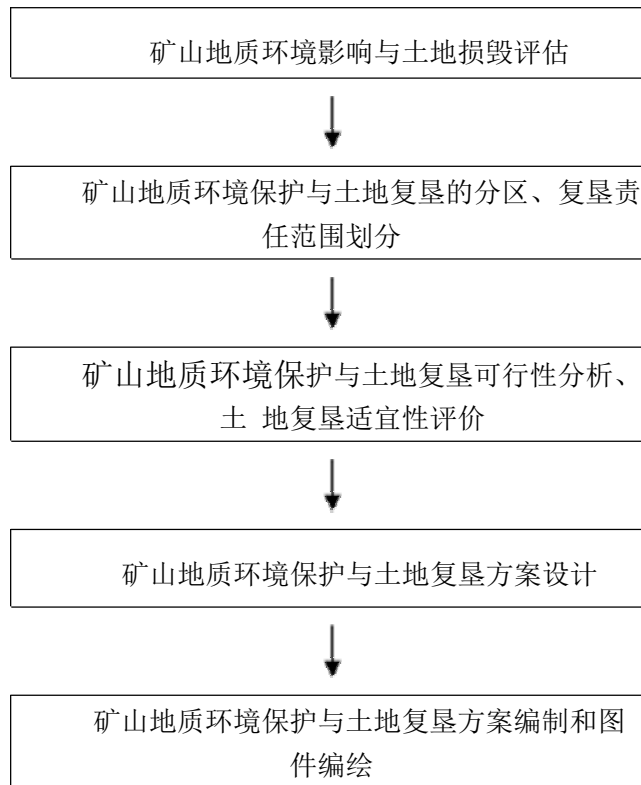 矿山地质环境影响与土地损毁评估
矿山地质环境保护与土地复垦的分区、复垦责
任范围划分
矿山地质环境保护与土地复垦可行性分析、
土 地复垦适宜性评价
矿山地质环境保护与土地复垦方案设计
矿山地质环境保护与土地复垦方案编制和图
件编绘